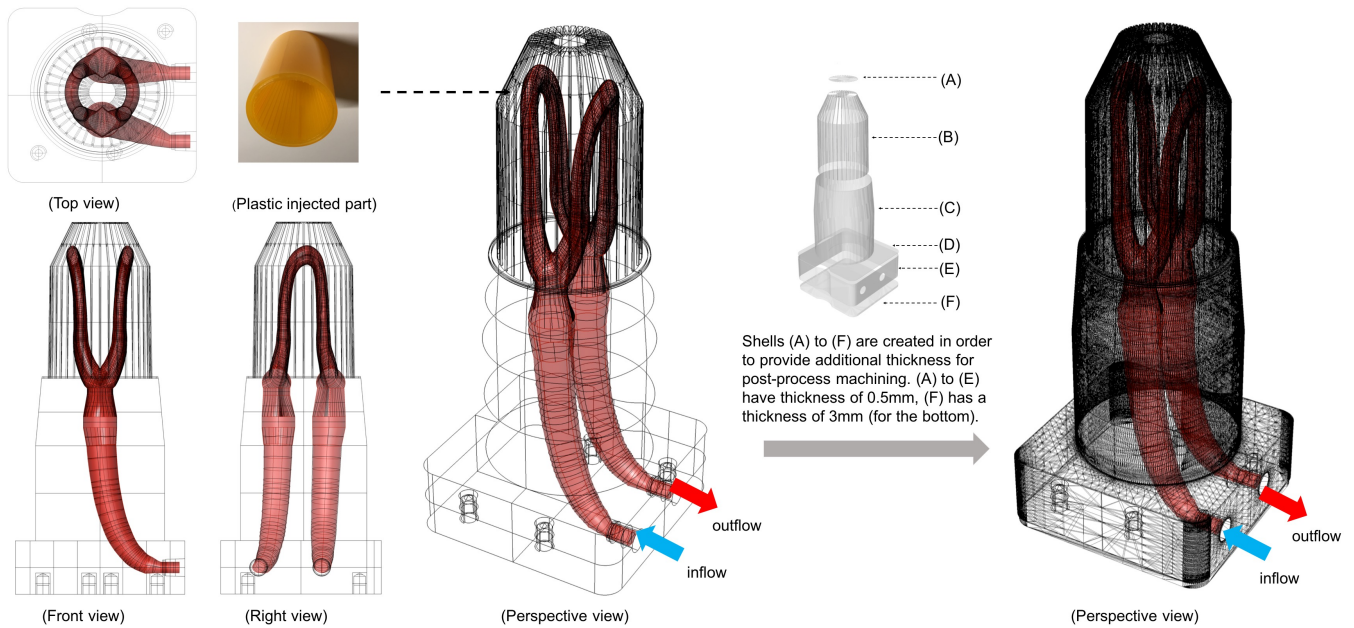 (Top view)
(Plastic injected part)
(Front view)
(Right view)
outflow
inflow
(Perspective view)
(A)
(B)
(C)
(D)
(E)
(F)
Shells (A) to (F) are created in order
to provide additional thickness for
post-process machining. (A) to (E)
have thickness of 0.5mm, (F) has a
thickness of 3mm (for the bottom).
outflow
inflow
(Perspective view)